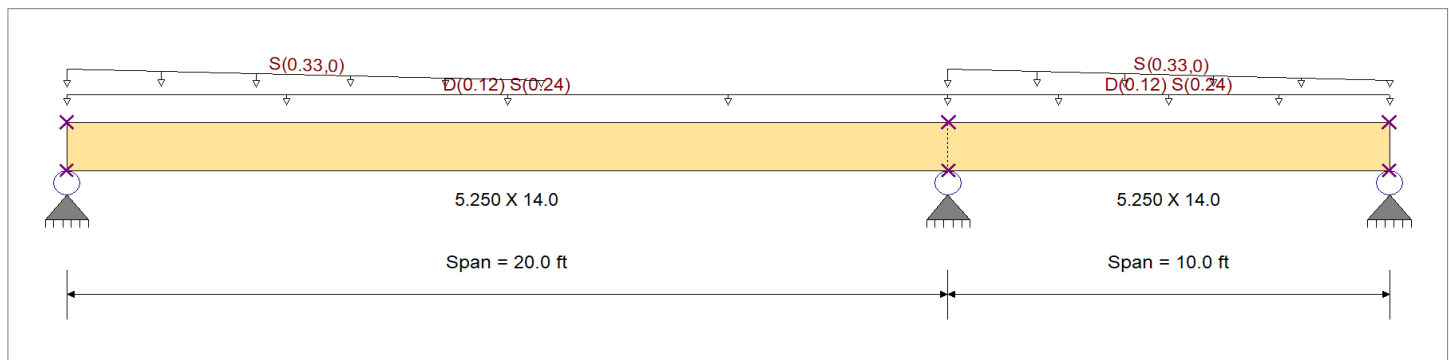 S(0.33,0) S(0.33,0)
D(0.12) S(0.24) D(0.12) S(0.24)
5.250 X 14.0 5.250 X 14.0
Span = 20.0 ft Span = 10.0 ft